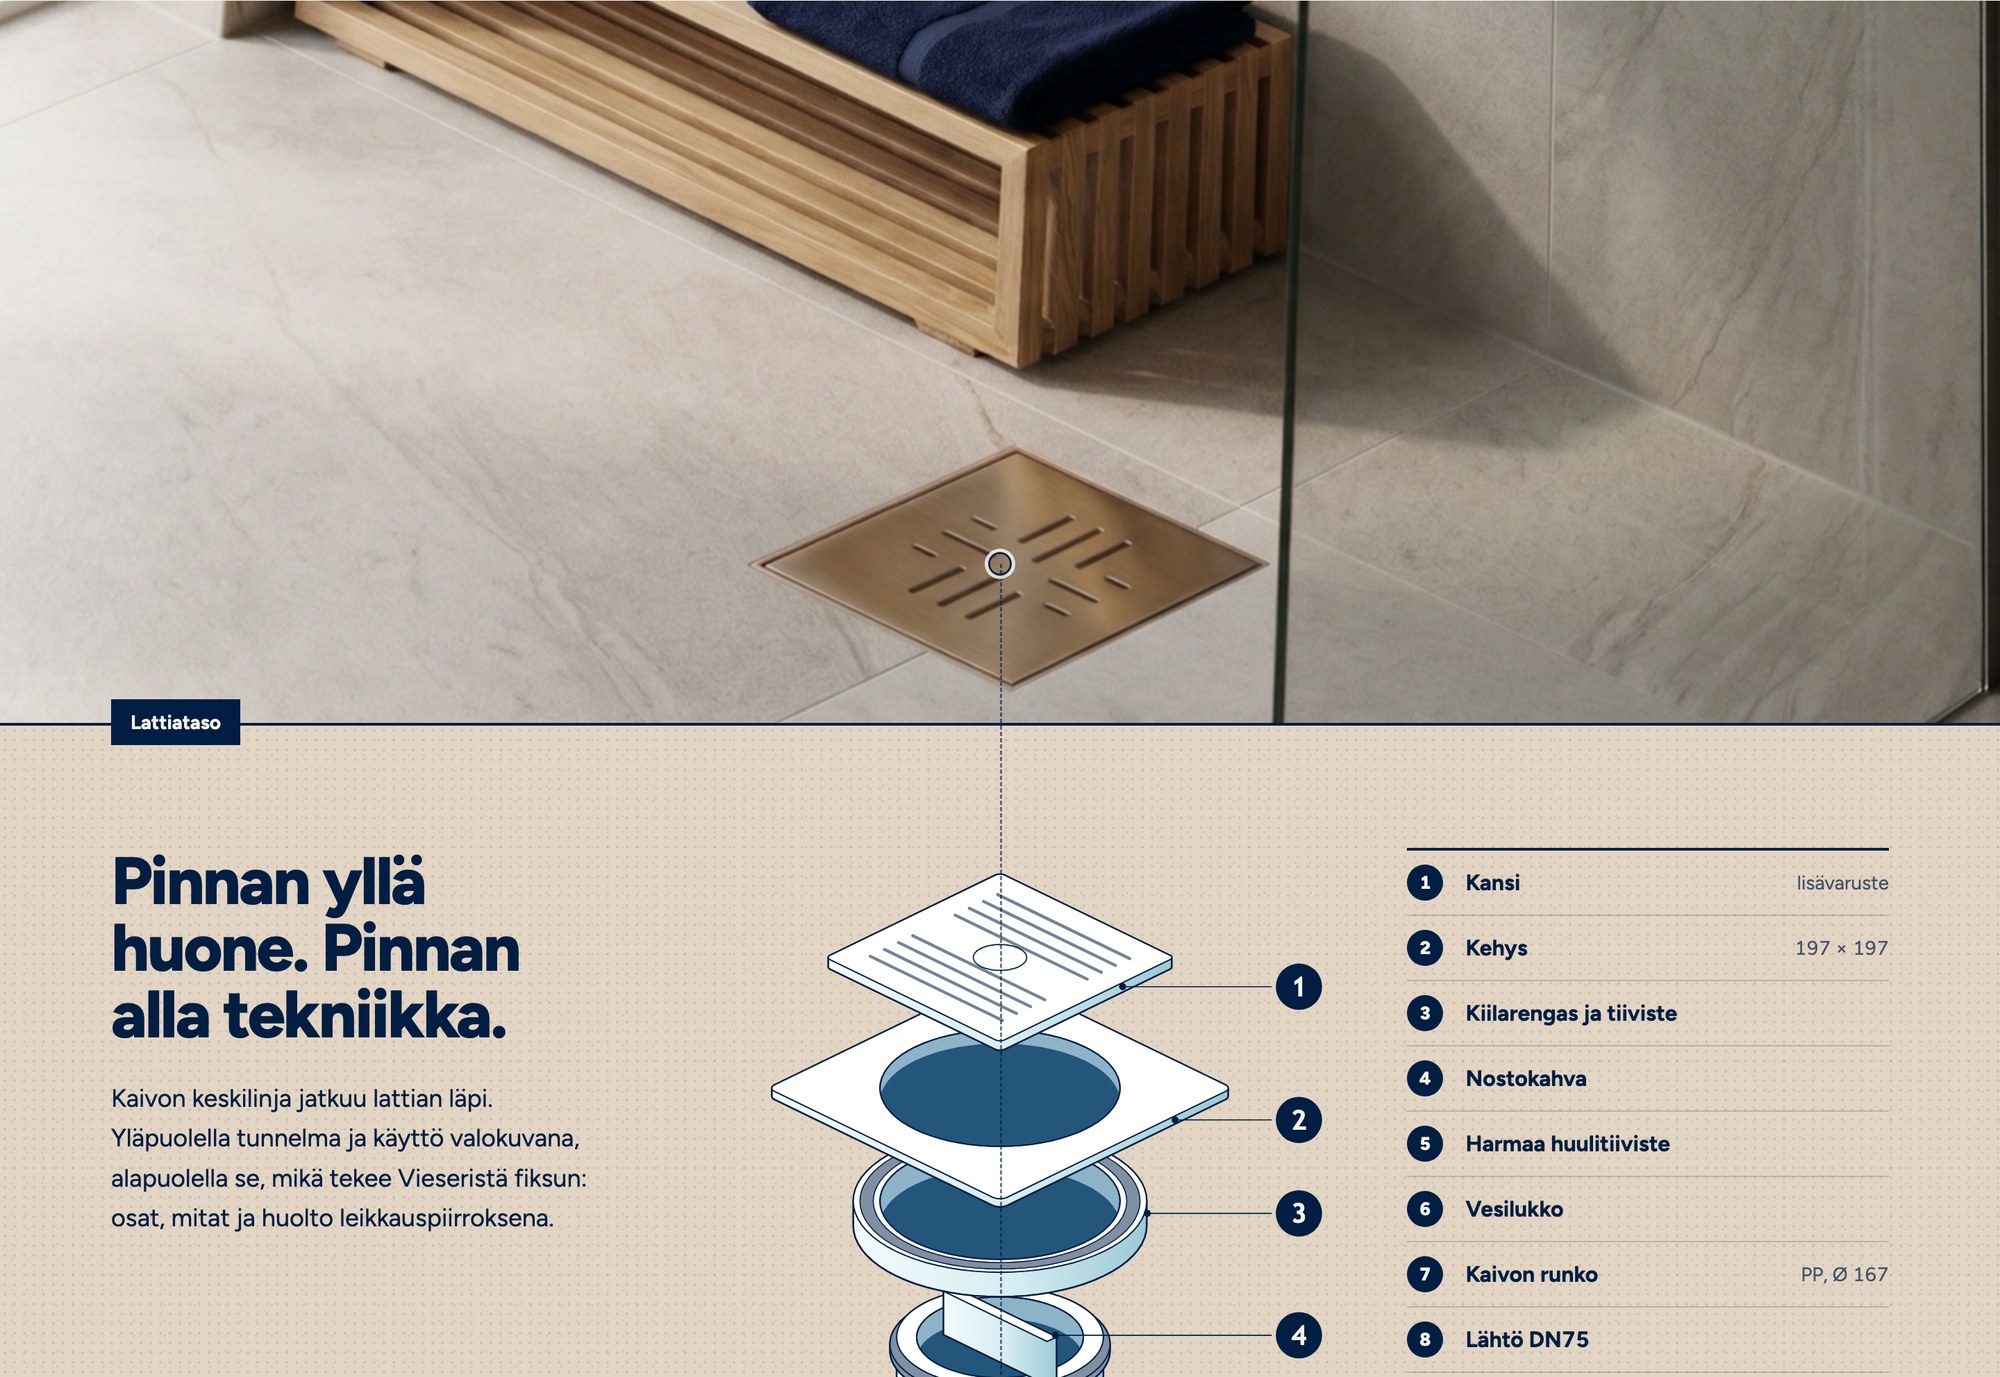 Lattiataso
Pinnan yllä
huone. Pinnan
alla tekniikka.
Kaivon keskilinja jatkuu lattian läpi.
Yläpuolella tunnelma ja käyttö valokuvana,
alapuolella se, mikä tekee Vieseristä fiksun:
osat, mitat ja huolto leikkauspiirroksena.
1
2
3
4
1 Kansi lisävaruste
2 Kehys 197 × 197
3 Kiilarengas ja tiiviste
4 Nostokahva
5 Harmaa huulitiiviste
6 Vesilukko
7 Kaivon runko PP, Ø 167
8 Lähtö DN75